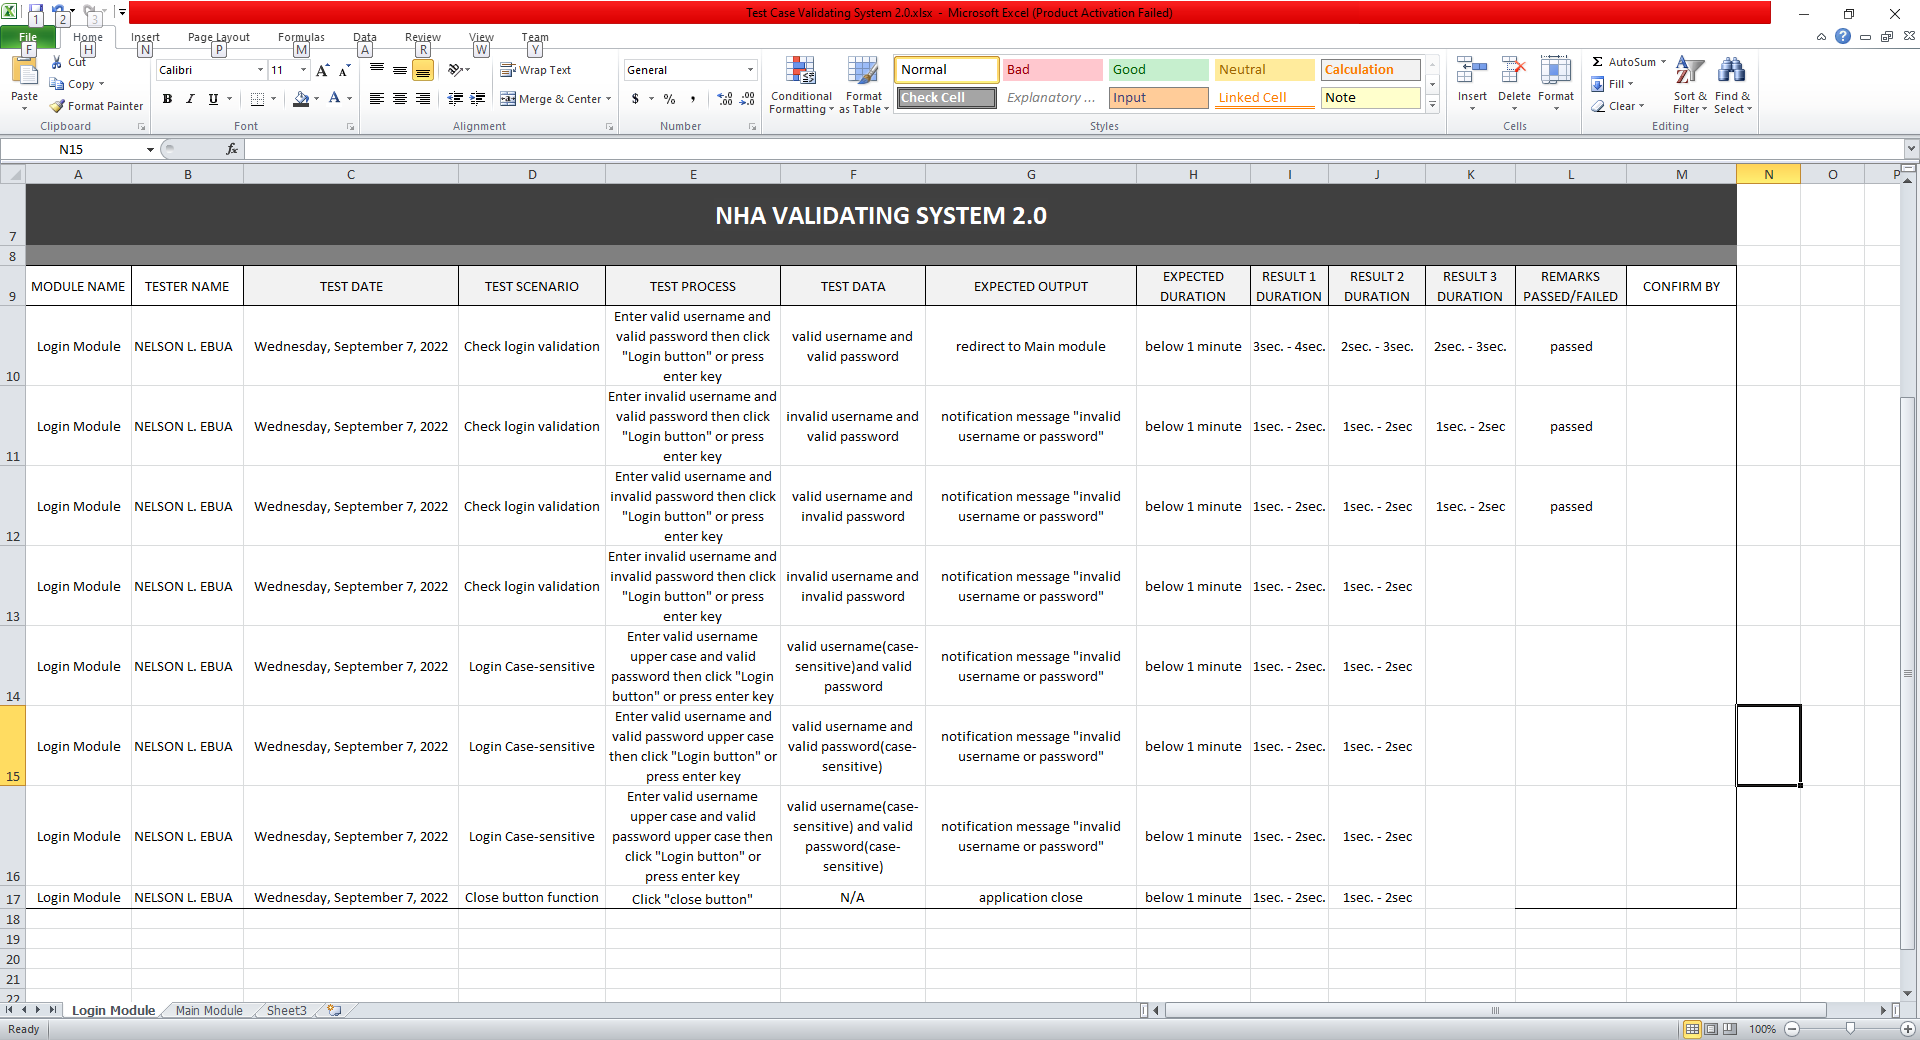 Test Case Validating System 2.0.xlsx - Microsoft Excel (Product Activation Failed)
1 2 3
File Home Insert Page Layout Formulas Data Review View Team
F H N P M A R W Y
Paste
Cut
Copy
Format Painter
Clipboard
Calibri 11
B I U A
Font
Wrap Text
Merge & Center
Alignment
General
$ % ,
Number
Conditional Formatting
Format as Table
Normal Bad Good Neutral Calculation
Check Cell Explanatory ... Input Linked Cell Note
Styles
Insert Delete Format
Cells
Σ AutoSum
Fill
Clear
Sort & Filter
Find & Select
Editing
N15 fx
A B C D E F G H I J K L M N O P
7 NHA VALIDATING SYSTEM 2.0
8
9 MODULE NAME TESTER NAME TEST DATE TEST SCENARIO TEST PROCESS TEST DATA EXPECTED OUTPUT EXPECTED DURATION RESULT 1 DURATION RESULT 2 DURATION RESULT 3 DURATION REMARKS PASSED/FAILED CONFIRM BY
10 Login Module NELSON L. EBUA Wednesday, September 7, 2022 Check login validation Enter valid username and valid password then click "Login button" or press enter key valid username and valid password redirect to Main module below 1 minute 3sec. - 4sec. 2sec. - 3sec. 2sec. - 3sec. passed
11 Login Module NELSON L. EBUA Wednesday, September 7, 2022 Check login validation Enter invalid username and valid password then click "Login button" or press enter key invalid username and valid password notification message "invalid username or password" below 1 minute 1sec. - 2sec. 1sec. - 2sec 1sec. - 2sec passed
12 Login Module NELSON L. EBUA Wednesday, September 7, 2022 Check login validation Enter valid username and invalid password then click "Login button" or press enter key valid username and invalid password notification message "invalid username or password" below 1 minute 1sec. - 2sec. 1sec. - 2sec 1sec. - 2sec passed
13 Login Module NELSON L. EBUA Wednesday, September 7, 2022 Check login validation Enter invalid username and invalid password then click "Login button" or press enter key invalid username and invalid password notification message "invalid username or password" below 1 minute 1sec. - 2sec. 1sec. - 2sec
14 Login Module NELSON L. EBUA Wednesday, September 7, 2022 Login Case-sensitive Enter valid username upper case and valid password then click "Login button" or press enter key valid username(case-sensitive)and valid password notification message "invalid username or password" below 1 minute 1sec. - 2sec. 1sec. - 2sec
15 Login Module NELSON L. EBUA Wednesday, September 7, 2022 Login Case-sensitive Enter valid username and valid password upper case then click "Login button" or press enter key valid username and valid password(case-sensitive) notification message "invalid username or password" below 1 minute 1sec. - 2sec. 1sec. - 2sec
16 Login Module NELSON L. EBUA Wednesday, September 7, 2022 Login Case-sensitive Enter valid username upper case and valid password upper case then click "Login button" or press enter key valid username(case-sensitive) and valid password(case-sensitive) notification message "invalid username or password" below 1 minute 1sec. - 2sec. 1sec. - 2sec
17 Login Module NELSON L. EBUA Wednesday, September 7, 2022 Close button function Click "close button" N/A application close below 1 minute 1sec. - 2sec. 1sec. - 2sec
18
19
20
21
22
Login Module Main Module Sheet3
Ready 100%